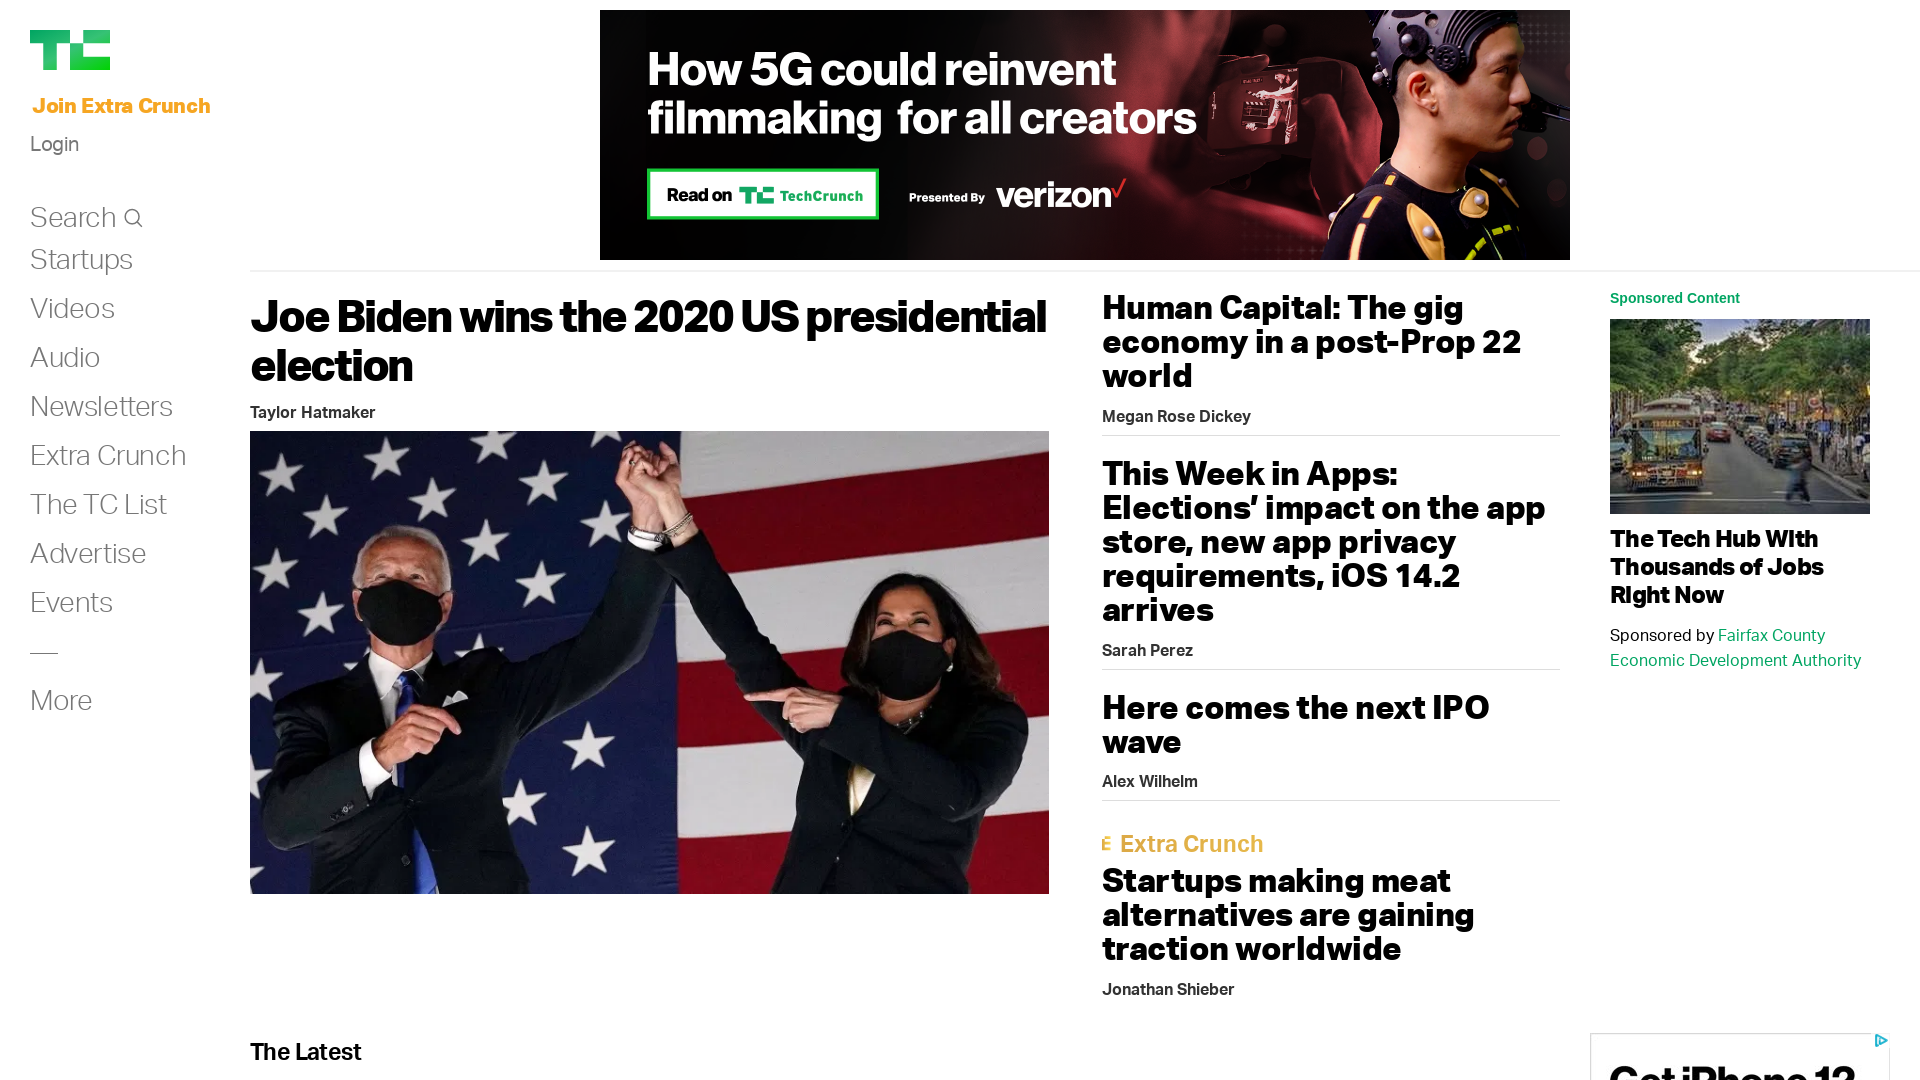 TC
Join Extra Crunch
Login
Search
Startups
Videos
Audio
Newsletters
Extra Crunch
The TC List
Advertise
Events
More
How 5G could reinvent
filmmaking for all creators
Read on TC TechCrunch
Presented By verizon
Joe Biden wins the 2020 US presidential
election
Taylor Hatmaker
Human Capital: The gig
economy in a post-Prop 22
world
Megan Rose Dickey
This Week in Apps:
Elections’ impact on the app
store, new app privacy
requirements, iOS 14.2
arrives
Sarah Perez
Here comes the next IPO
wave
Alex Wilhelm
Extra Crunch
Startups making meat
alternatives are gaining
traction worldwide
Jonathan Shieber
Sponsored Content
TROLLEY
The Tech Hub WIth
Thousands of Jobs
RIght Now
Sponsored by Fairfax County
Economic Development Authority
The Latest
Get iPhone 12